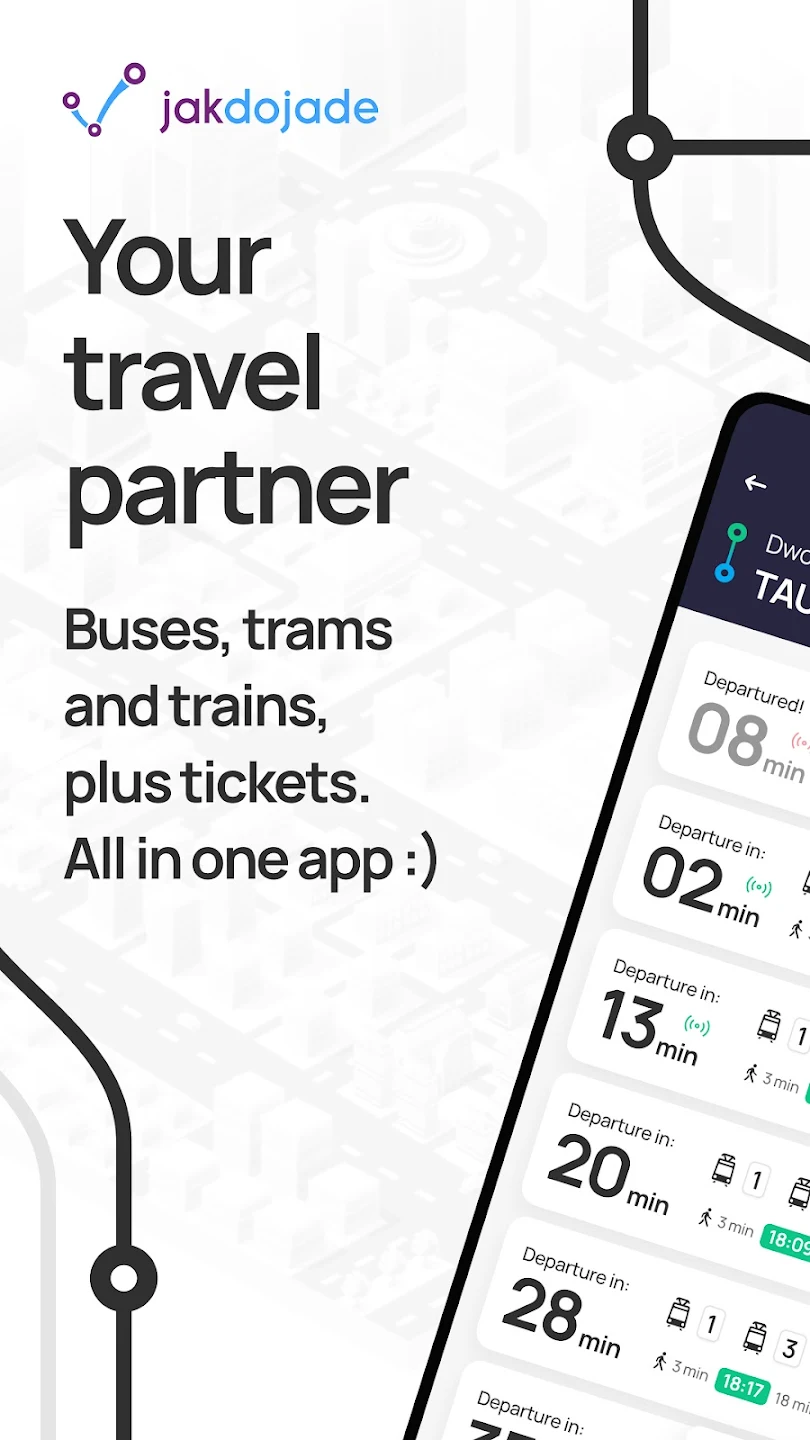 jakdojade
Your
travel
partner
Buses, trams
and trains,
plus tickets.
All in one app :)
Departed!
08 min
Departure in:
02 min
Departure in:
13 min
1
3 min
Departure in:
20 min
1
3 min 18:09
Departure in:
28 min
1 3
3 min 18:17 18
Departure in: